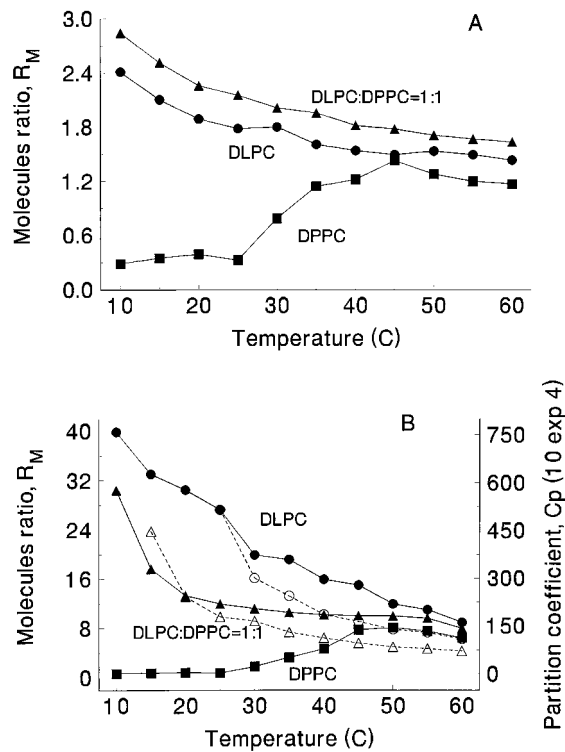 A
3.0
2.4
1.8
1.2
0.6
0.0
Molecules ratio, RM
DLPC:DPPC=1:1
DLPC
DPPC
10 20 30 40 50 60
Temperature (C)
B
40
32
24
16
8
0
Molecules ratio, RM
750
600
450
300
150
0
Partition coefficient, Cp (10 exp 4)
DLPC
DLPC:DPPC=1:1
DPPC
10 20 30 40 50 60
Temperature (C)